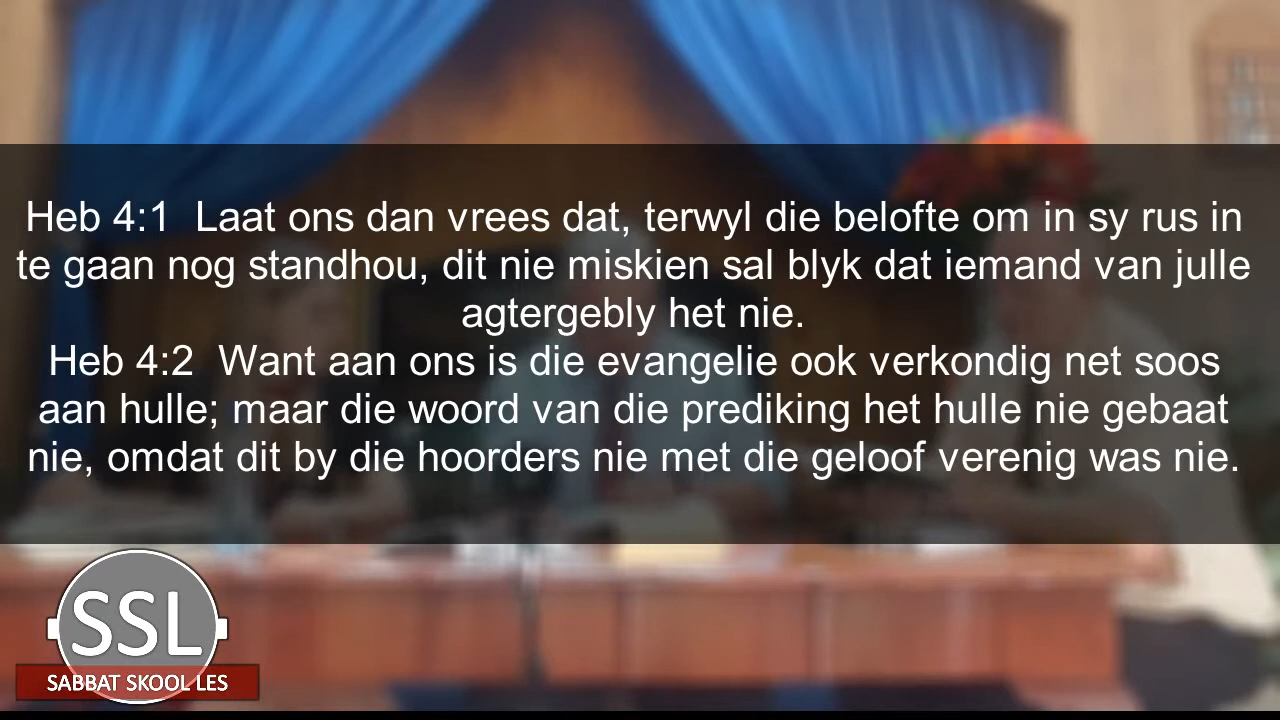 Heb 4:1  Laat ons dan vrees dat, terwyl die belofte om in sy rus in
te gaan nog standhou, dit nie miskien sal blyk dat iemand van julle
agtergebly het nie.
Heb 4:2  Want aan ons is die evangelie ook verkondig net soos
aan hulle; maar die woord van die prediking het hulle nie gebaat
nie, omdat dit by die hoorders nie met die geloof verenig was nie.
SSL
SABBAT SKOOL LES